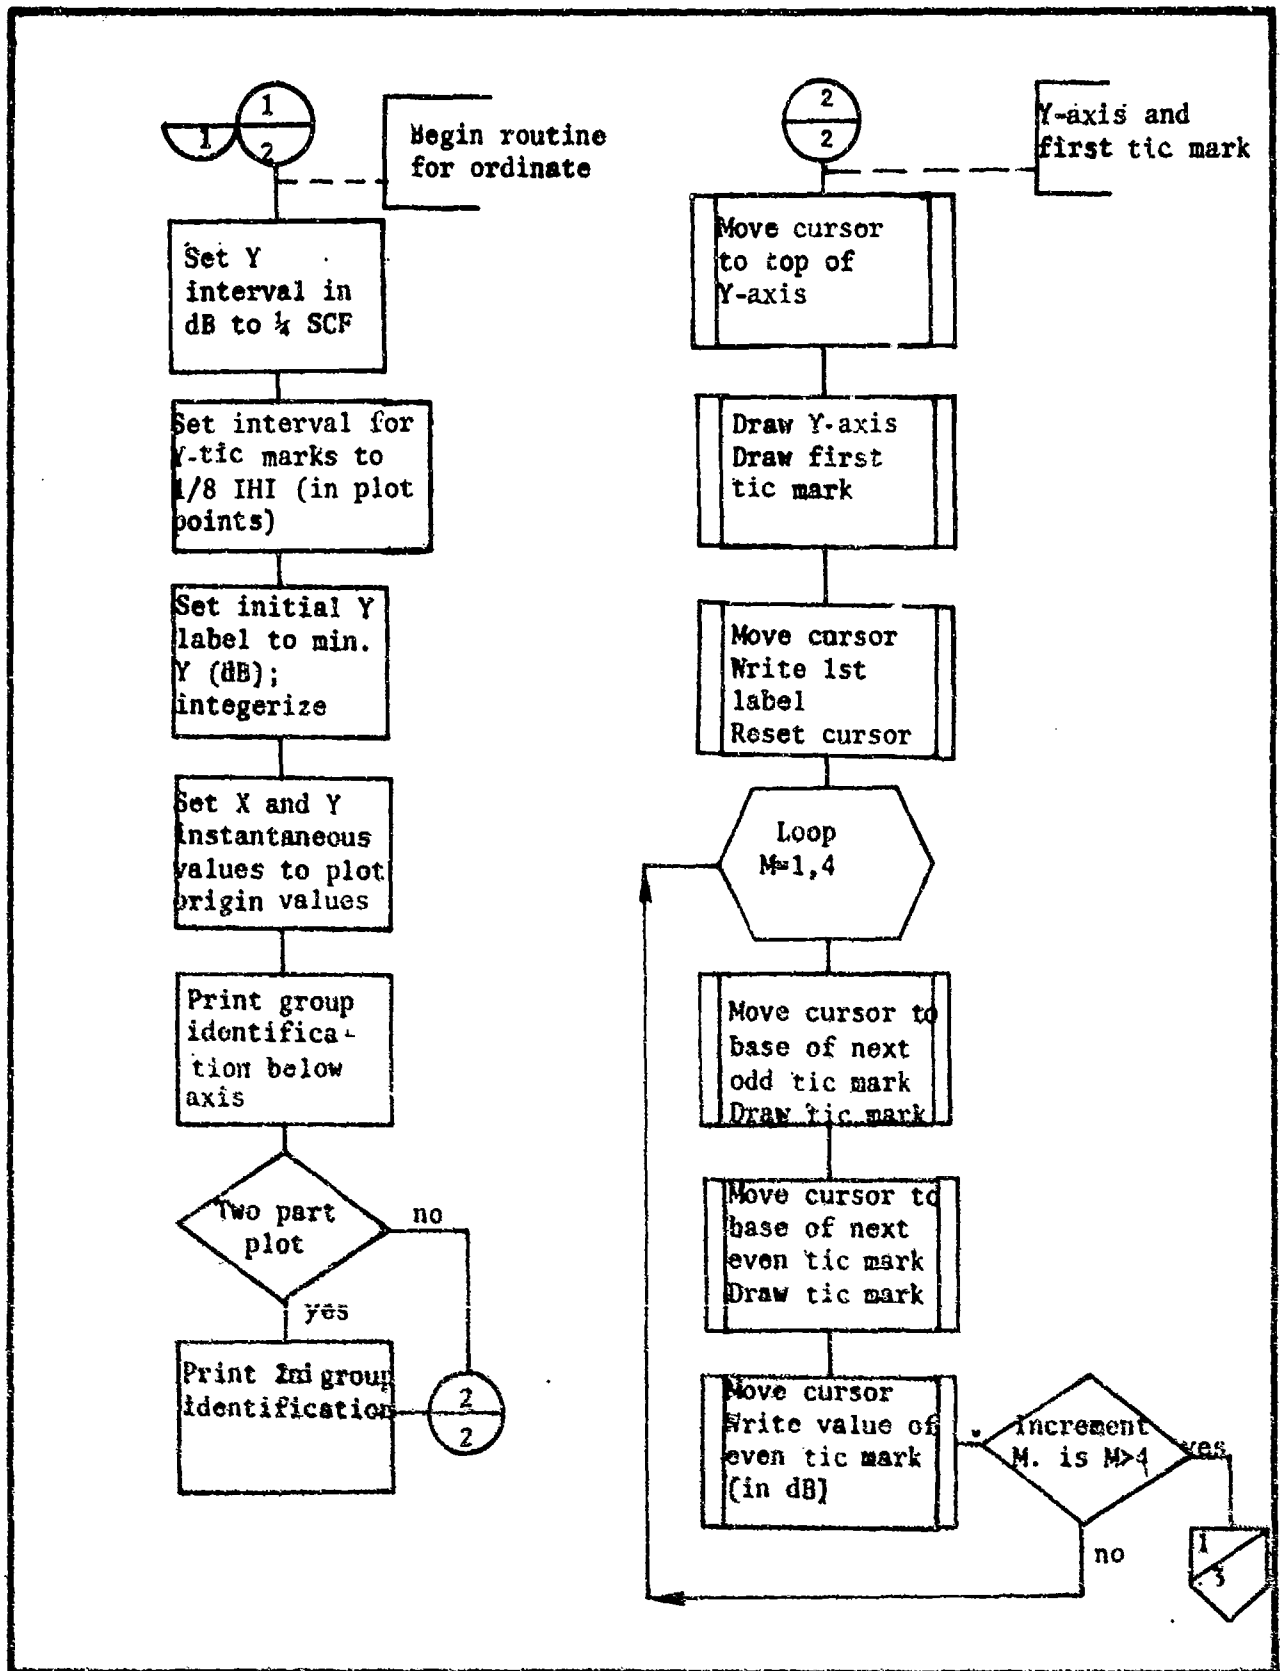 1
1
2
Begin routine
for ordinate
Set Y
interval in
dB to ¼ SCF
Set interval for
Y-tic marks to
1/8 IHI (in plot
points)
Set initial Y
label to min.
Y (dB);
integerize
Set X and Y
instantaneous
values to plot
origin values
Print group
identifica-
tion below
axis
Two part
plot
no
yes
Print 2nd group
identification
2
2
2
2
Y-axis and
first tic mark
Move cursor
to top of
Y-axis
Draw Y-axis
Draw first
tic mark
Move cursor
Write 1st
label
Reset cursor
Loop
M=1,4
Move cursor to
base of next
odd tic mark
Draw tic mark
Move cursor to
base of next
even tic mark
Draw tic mark
Move cursor
Write value of
even tic mark
(in dB)
Increment
M. is M>4
yes
no
1
3